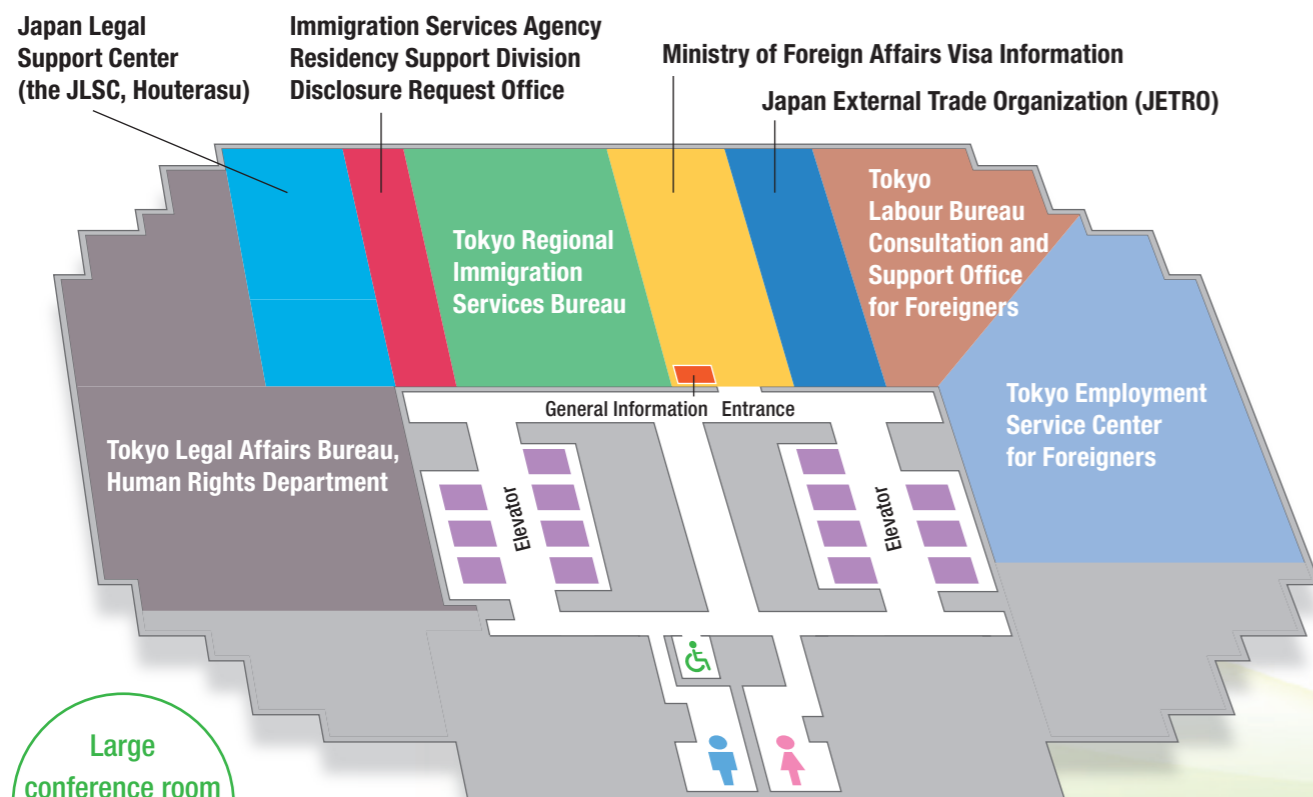 Japan Legal
Support Center
(the JLSC, Houterasu)
Immigration Services Agency
Residency Support Division
Disclosure Request Office
Ministry of Foreign Affairs Visa Information
Japan External Trade Organization (JETRO)
Tokyo
Labour Bureau
Consultation and
Support Office
for Foreigners
Tokyo Regional
Immigration
Services Bureau
General Information
Entrance
Tokyo Employment
Service Center
for Foreigners
Tokyo Legal Affairs Bureau,
Human Rights Department
Elevator
Elevator
Large
conference room